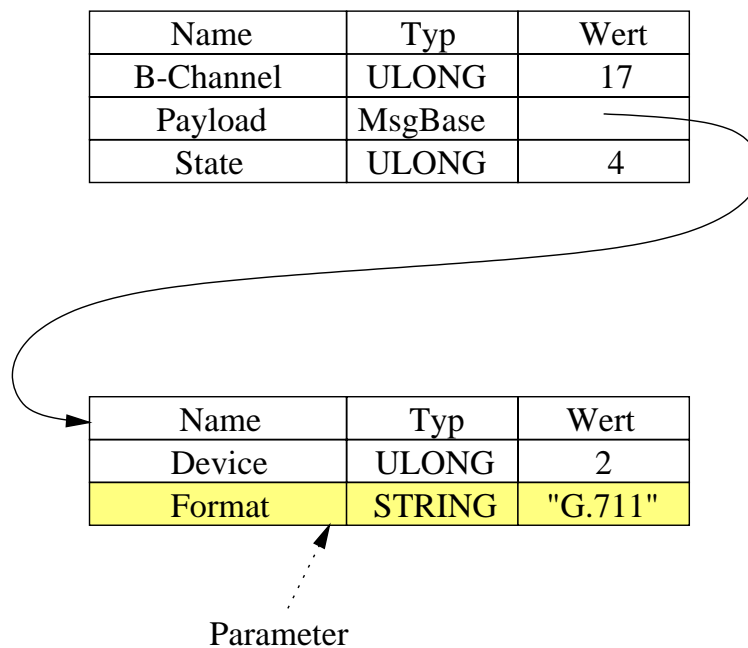 Name Typ Wert
B-Channel ULONG 17
Payload MsgBase
State ULONG 4
Name Typ Wert
Device ULONG 2
Format STRING "G.711"
Parameter